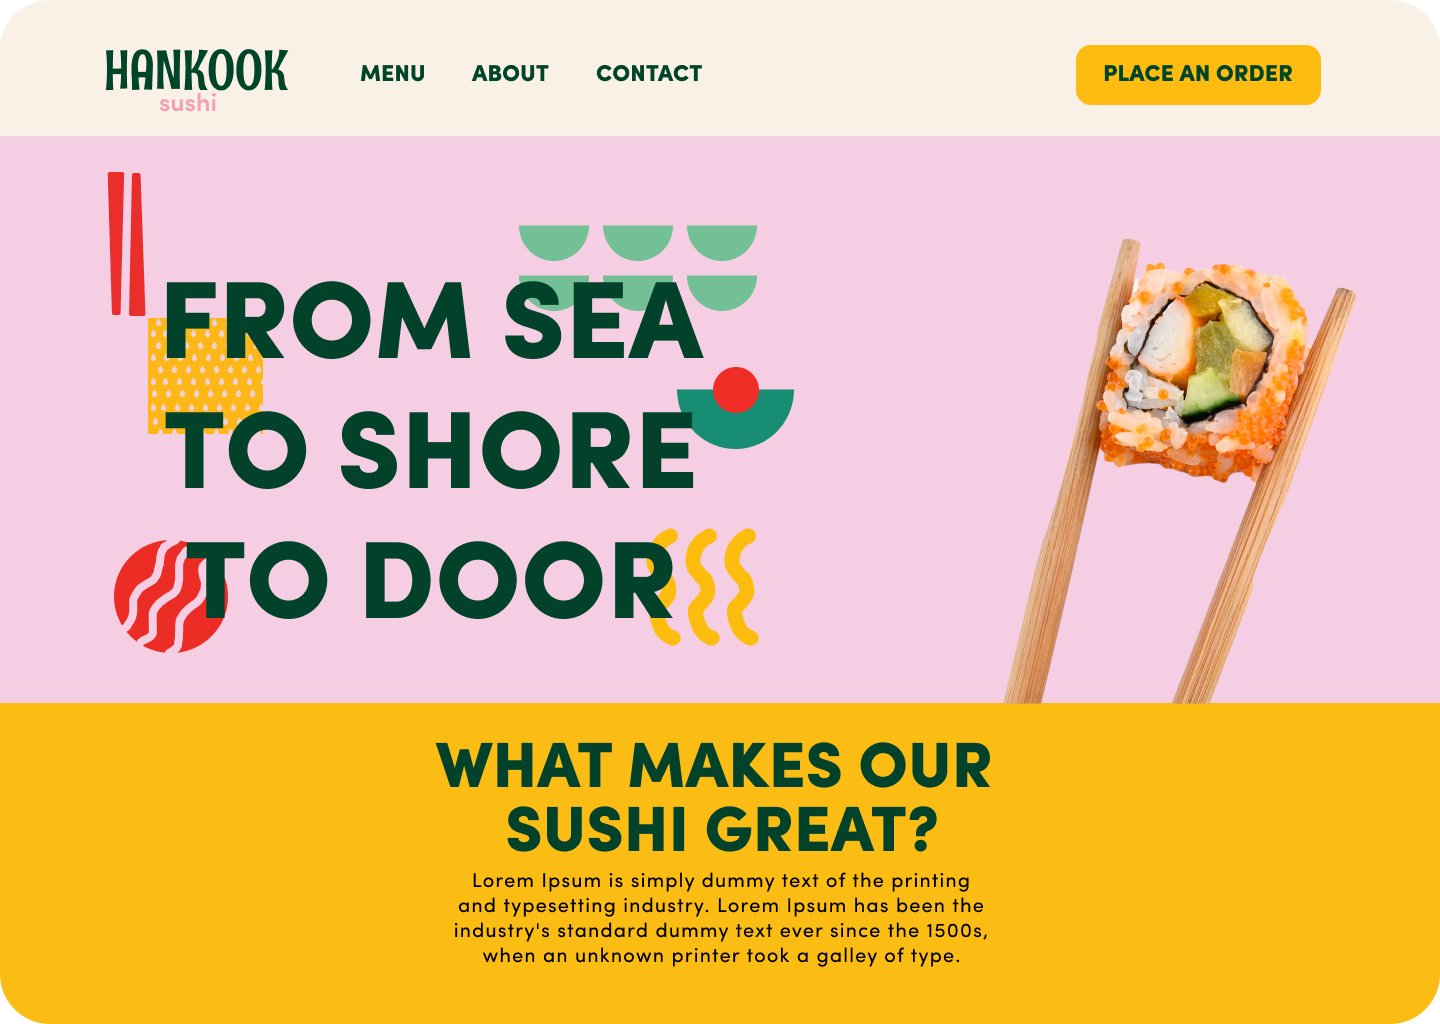 HANKOOK
sushi
MENU
ABOUT
CONTACT
PLACE AN ORDER
FROM SEA
TO SHORE
TO DOOR
WHAT MAKES OUR
SUSHI GREAT?
Lorem Ipsum is simply dummy text of the printing
and typesetting industry. Lorem Ipsum has been the
industry's standard dummy text ever since the 1500s,
when an unknown printer took a galley of type.